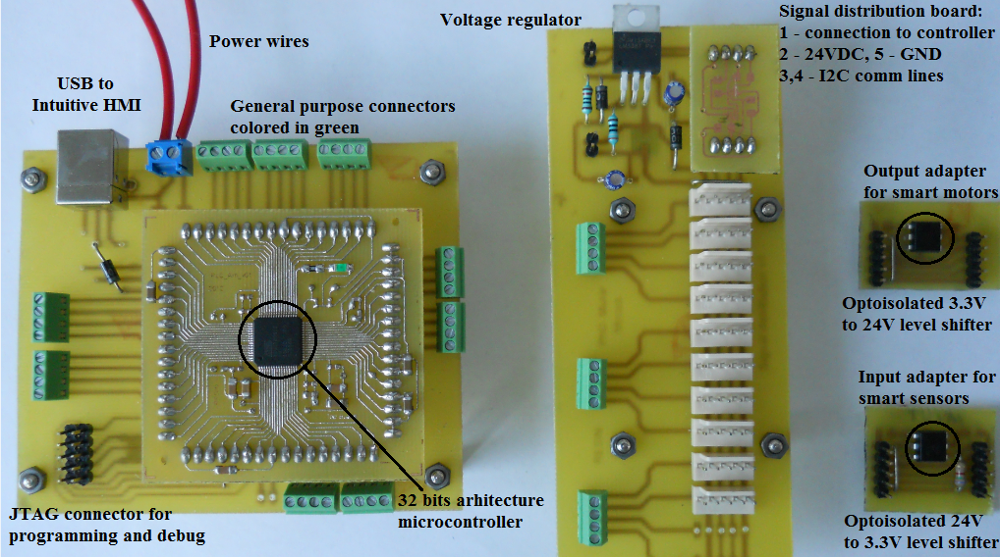 Voltage regulator
Signal distribution board:
1 - connection to controller
2 - 24VDC, 5 - GND
3,4 - I2C comm lines
Power wires
USB to
Intuitive HMI
General purpose connectors
colored in green
Output adapter
for smart motors
Optoisolated 3.3V
to 24V level shifter
Input adapter for
smart sensors
32 bits arhitecture
microcontroller
JTAG connector for
programming and debug
Optoisolated 24V
to 3.3V level shifter